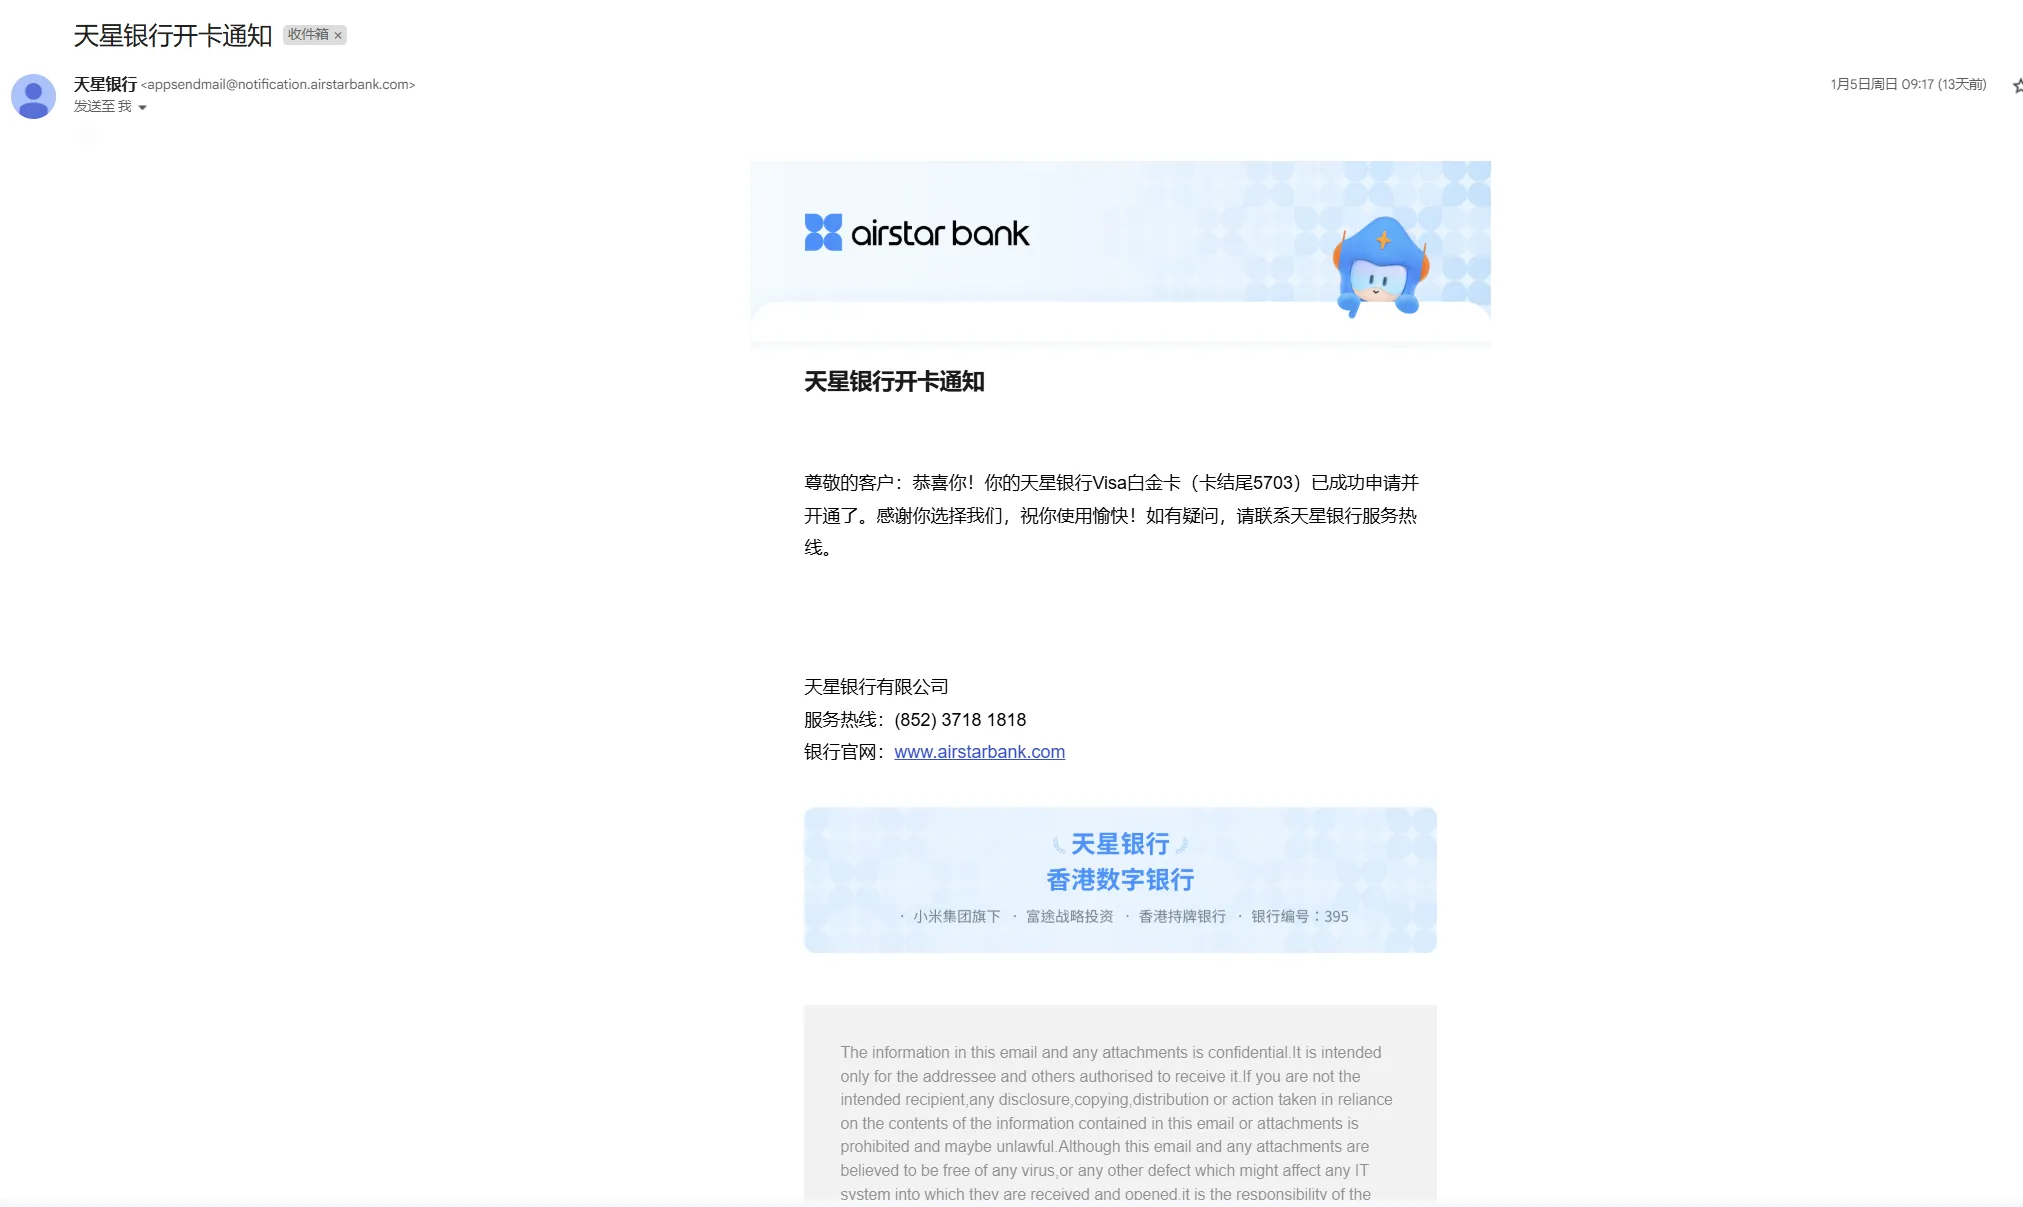 天星银行开卡通知 收件箱 ×
天星银行 <appsendmail@notification.airstarbank.com>
1月5日周日 09:17 (13天前)
发送至 我
airstar bank
天星银行开卡通知
尊敬的客户：恭喜你！你的天星银行Visa白金卡（卡结尾5703）已成功申请并
开通了。感谢你选择我们，祝你使用愉快！如有疑问，请联系天星银行服务热
线。
天星银行有限公司
服务热线：(852) 3718 1818
银行官网：www.airstarbank.com
天星银行
香港数字银行
· 小米集团旗下 · 富途战略投资 · 香港持牌银行 · 银行编号：395
The information in this email and any attachments is confidential.It is intended
only for the addressee and others authorised to receive it.If you are not the
intended recipient,any disclosure,copying,distribution or action taken in reliance
on the contents of the information contained in this email or attachments is
prohibited and maybe unlawful.Although this email and any attachments are
believed to be free of any virus,or any other defect which might affect any IT
system into which they are received and opened,it is the responsibility of the